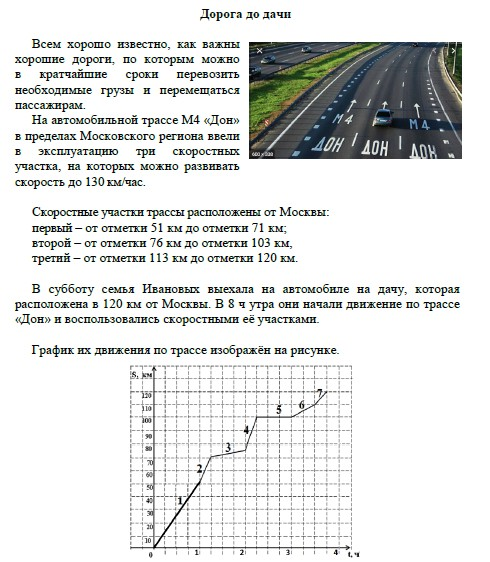 Дорога до дачи
Всем хорошо известно, как важны
хорошие дороги, по которым можно
в кратчайшие сроки перевозить
необходимые грузы и перемещаться
пассажирам.
На автомобильной трассе М4 «Дон»
в пределах Московского региона ввели
в эксплуатацию три скоростных
участка, на которых можно развивать
скорость до 130 км/час.
М4 М4
ДОН ДОН ДОН
600 x 338
Скоростные участки трассы расположены от Москвы:
первый – от отметки 51 км до отметки 71 км;
второй – от отметки 76 км до отметки 103 км,
третий – от отметки 113 км до отметки 120 км.
В субботу семья Ивановых выехала на автомобиле на дачу, которая
расположена в 120 км от Москвы. В 8 ч утра они начали движение по трассе
«Дон» и воспользовались скоростными её участками.
График их движения по трассе изображён на рисунке.
S, км
120
110
100
90
80
70
60
50
40
30
20
10
0
1 2 3 4 5 6 7
1 2 3 4 t, ч